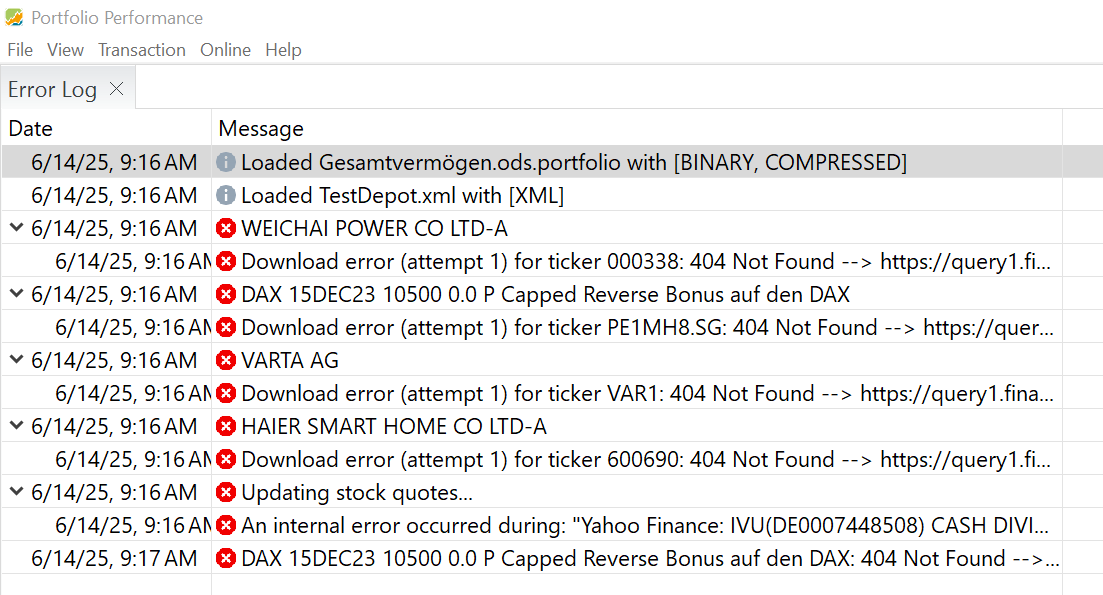 Portfolio Performance
File View Transaction Online Help
Error Log
Date Message
6/14/25, 9:16 AM Loaded Gesamtvermögen.ods.portfolio with [BINARY, COMPRESSED]
6/14/25, 9:16 AM Loaded TestDepot.xml with [XML]
6/14/25, 9:16 AM WEICHAI POWER CO LTD-A
6/14/25, 9:16 AM Download error (attempt 1) for ticker 000338: 404 Not Found --> https://query1.fi...
6/14/25, 9:16 AM DAX 15DEC23 10500 0.0 P Capped Reverse Bonus auf den DAX
6/14/25, 9:16 AM Download error (attempt 1) for ticker PE1MH8.SG: 404 Not Found --> https://quer...
6/14/25, 9:16 AM VARTA AG
6/14/25, 9:16 AM Download error (attempt 1) for ticker VAR1: 404 Not Found --> https://query1.fina...
6/14/25, 9:16 AM HAIER SMART HOME CO LTD-A
6/14/25, 9:16 AM Download error (attempt 1) for ticker 600690: 404 Not Found --> https://query1.fi...
6/14/25, 9:16 AM Updating stock quotes...
6/14/25, 9:16 AM An internal error occurred during: "Yahoo Finance: IVU(DE0007448508) CASH DIVI...
6/14/25, 9:17 AM DAX 15DEC23 10500 0.0 P Capped Reverse Bonus auf den DAX: 404 Not Found -->...